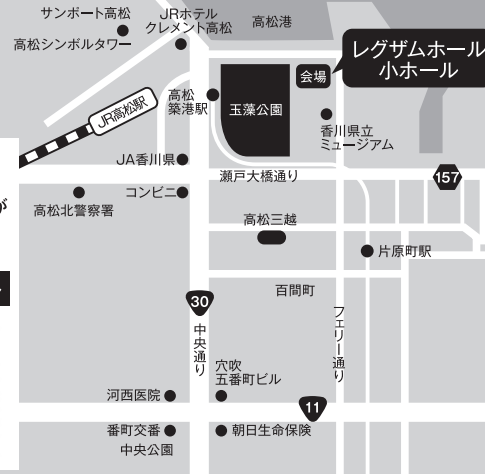 サンポート高松
JRホテル
クレメント高松
高松港
高松シンボルタワー
レグザムホール
小ホール
会場
JR高松駅
高松
築港駅
玉藻公園
香川県立
ミュージアム
JA香川県
瀬戸大橋通り
157
コンビニ
高松北警察署
が
高松三越
片原町駅
百間町
30
中央通り
フェリー通り
穴吹
五番町ビル
河西医院
11
番町交番
朝日生命保険
中央公園